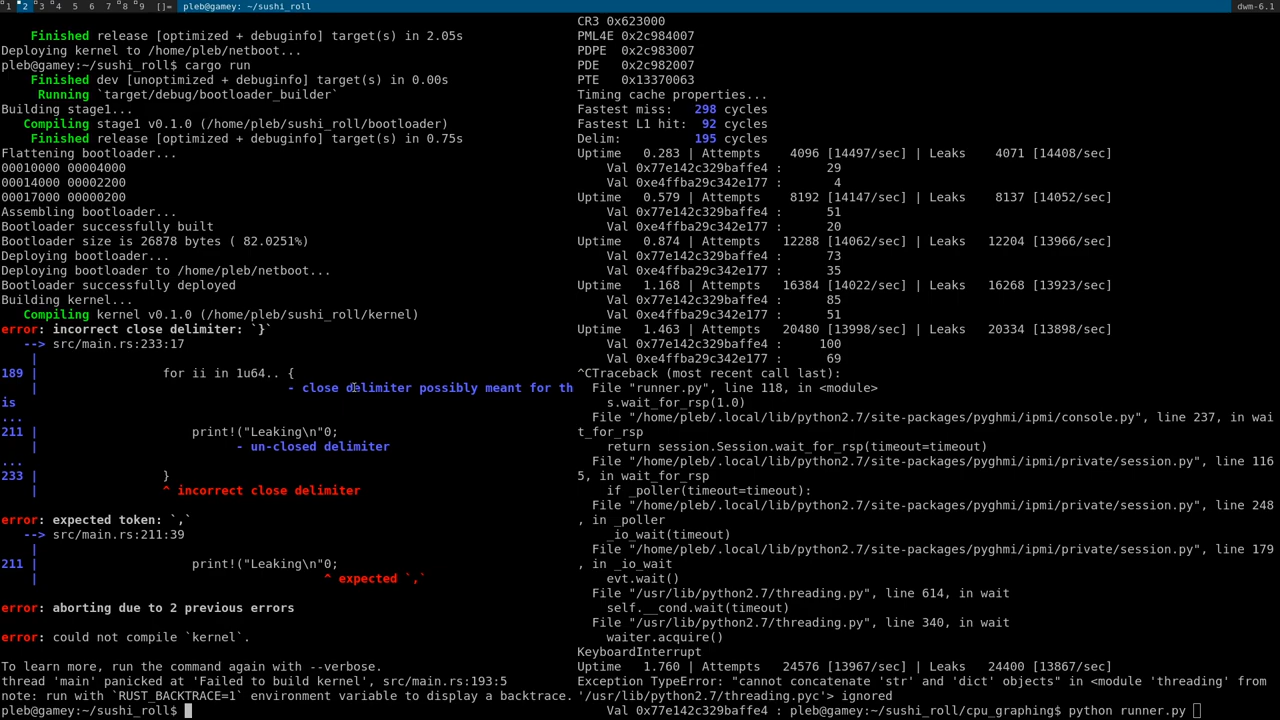 1 2 3 4 5 6 7 8 9 []= pleb@gamey: ~/sushi_roll dwm-6.1
    Finished release [optimized + debuginfo] target(s) in 2.05s
Deploying kernel to /home/pleb/netboot...
pleb@gamey:~/sushi_roll$ cargo run
    Finished dev [unoptimized + debuginfo] target(s) in 0.00s
     Running `target/debug/bootloader_builder`
Building stage1...
   Compiling stage1 v0.1.0 (/home/pleb/sushi_roll/bootloader)
    Finished release [optimized + debuginfo] target(s) in 0.75s
Flattening bootloader...
00010000 00004000
00014000 00002200
00017000 00000200
Assembling bootloader...
Bootloader successfully built
Bootloader size is 26878 bytes ( 82.0251%)
Deploying bootloader...
Deploying bootloader to /home/pleb/netboot...
Bootloader successfully deployed
Building kernel...
   Compiling kernel v0.1.0 (/home/pleb/sushi_roll/kernel)
error: incorrect close delimiter: `}`
   --> src/main.rs:233:17
    |
189 |                 for ii in 1u64.. {
    |                                  - close delimiter possibly meant for th
is
...
211 |                     print!("Leaking\n"0;
    |                           - un-closed delimiter
...
233 |                 }
    |                 ^ incorrect close delimiter
error: expected token: `,`
   --> src/main.rs:211:39
    |
211 |                     print!("Leaking\n"0;
    |                                       ^ expected `,`
error: aborting due to 2 previous errors
error: could not compile `kernel`.
To learn more, run the command again with --verbose.
thread 'main' panicked at 'Failed to build kernel', src/main.rs:193:5
note: run with `RUST_BACKTRACE=1` environment variable to display a backtrace.
pleb@gamey:~/sushi_roll$
CR3 0x623000
PML4E 0x2c984007
PDPE  0x2c983007
PDE   0x2c982007
PTE   0x13370063
Timing cache properties...
Fastest miss:   298 cycles
Fastest L1 hit:  92 cycles
Delim:          195 cycles
Uptime   0.283 | Attempts     4096 [14497/sec] | Leaks    4071 [14408/sec]
    Val 0x77e142c329baffe4 :      29
    Val 0xe4ffba29c342e177 :       4
Uptime   0.579 | Attempts     8192 [14147/sec] | Leaks    8137 [14052/sec]
    Val 0x77e142c329baffe4 :      51
    Val 0xe4ffba29c342e177 :      20
Uptime   0.874 | Attempts    12288 [14062/sec] | Leaks   12204 [13966/sec]
    Val 0x77e142c329baffe4 :      73
    Val 0xe4ffba29c342e177 :      35
Uptime   1.168 | Attempts    16384 [14022/sec] | Leaks   16268 [13923/sec]
    Val 0x77e142c329baffe4 :      85
    Val 0xe4ffba29c342e177 :      51
Uptime   1.463 | Attempts    20480 [13998/sec] | Leaks   20334 [13898/sec]
    Val 0x77e142c329baffe4 :     100
    Val 0xe4ffba29c342e177 :      69
^CTraceback (most recent call last):
  File "runner.py", line 118, in <module>
    s.wait_for_rsp(1.0)
  File "/home/pleb/.local/lib/python2.7/site-packages/pyghmi/ipmi/console.py", line 237, in wai
t_for_rsp
    return session.Session.wait_for_rsp(timeout=timeout)
  File "/home/pleb/.local/lib/python2.7/site-packages/pyghmi/ipmi/private/session.py", line 116
5, in wait_for_rsp
    if _poller(timeout=timeout):
  File "/home/pleb/.local/lib/python2.7/site-packages/pyghmi/ipmi/private/session.py", line 248
, in _poller
    _io_wait(timeout)
  File "/home/pleb/.local/lib/python2.7/site-packages/pyghmi/ipmi/private/session.py", line 179
, in _io_wait
    evt.wait()
  File "/usr/lib/python2.7/threading.py", line 614, in wait
    self.__cond.wait(timeout)
  File "/usr/lib/python2.7/threading.py", line 340, in wait
    waiter.acquire()
KeyboardInterrupt
Uptime   1.760 | Attempts    24576 [13967/sec] | Leaks   24400 [13867/sec]
Exception TypeError: "cannot concatenate 'str' and 'dict' objects" in <module 'threading' from
'/usr/lib/python2.7/threading.pyc'> ignored
    Val 0x77e142c329baffe4 : pleb@gamey:~/sushi_roll/cpu_graphing$ python runner.py